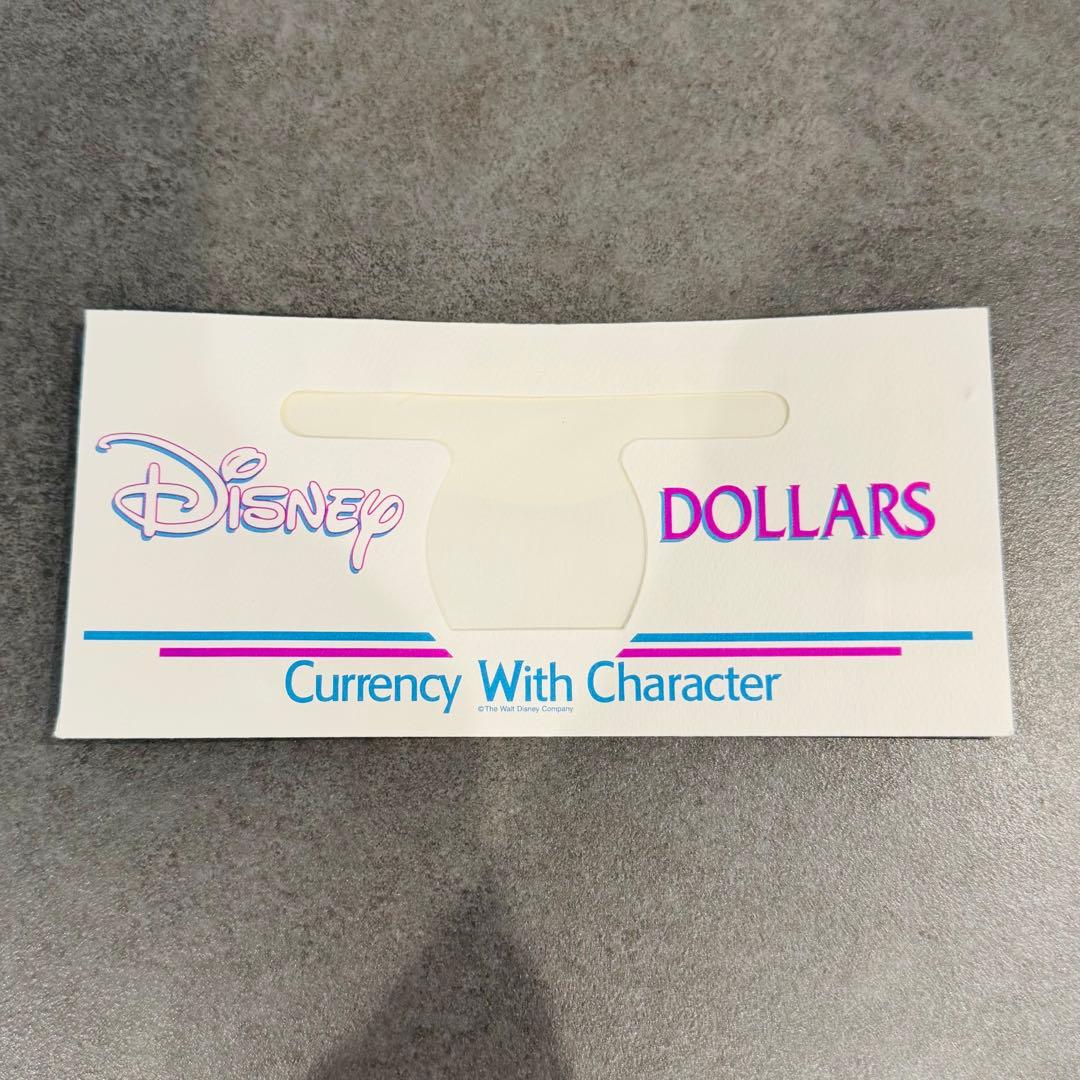 Disney DOLLARS
Currency With Character
©The Walt Disney Company